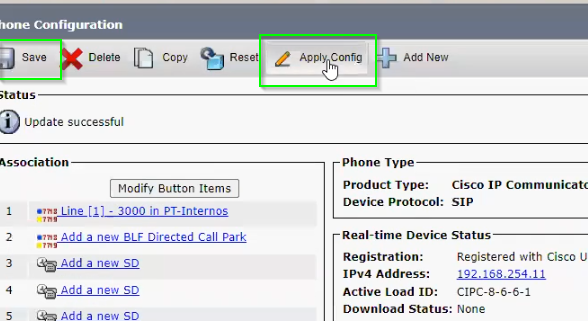 hone Configuration
Save Delete Copy Reset Apply Config Add New
Status
Update successful
Association
Modify Button Items
1 Line [1] - 3000 in PT-Internos
2 Add a new BLF Directed Call Park
3 Add a new SD
4 Add a new SD
5 Add a new SD
Phone Type
Product Type: Cisco IP Communicato
Device Protocol: SIP
Real-time Device Status
Registration: Registered with Cisco U
IPv4 Address: 192.168.254.11
Active Load ID: CIPC-8-6-6-1
Download Status: None